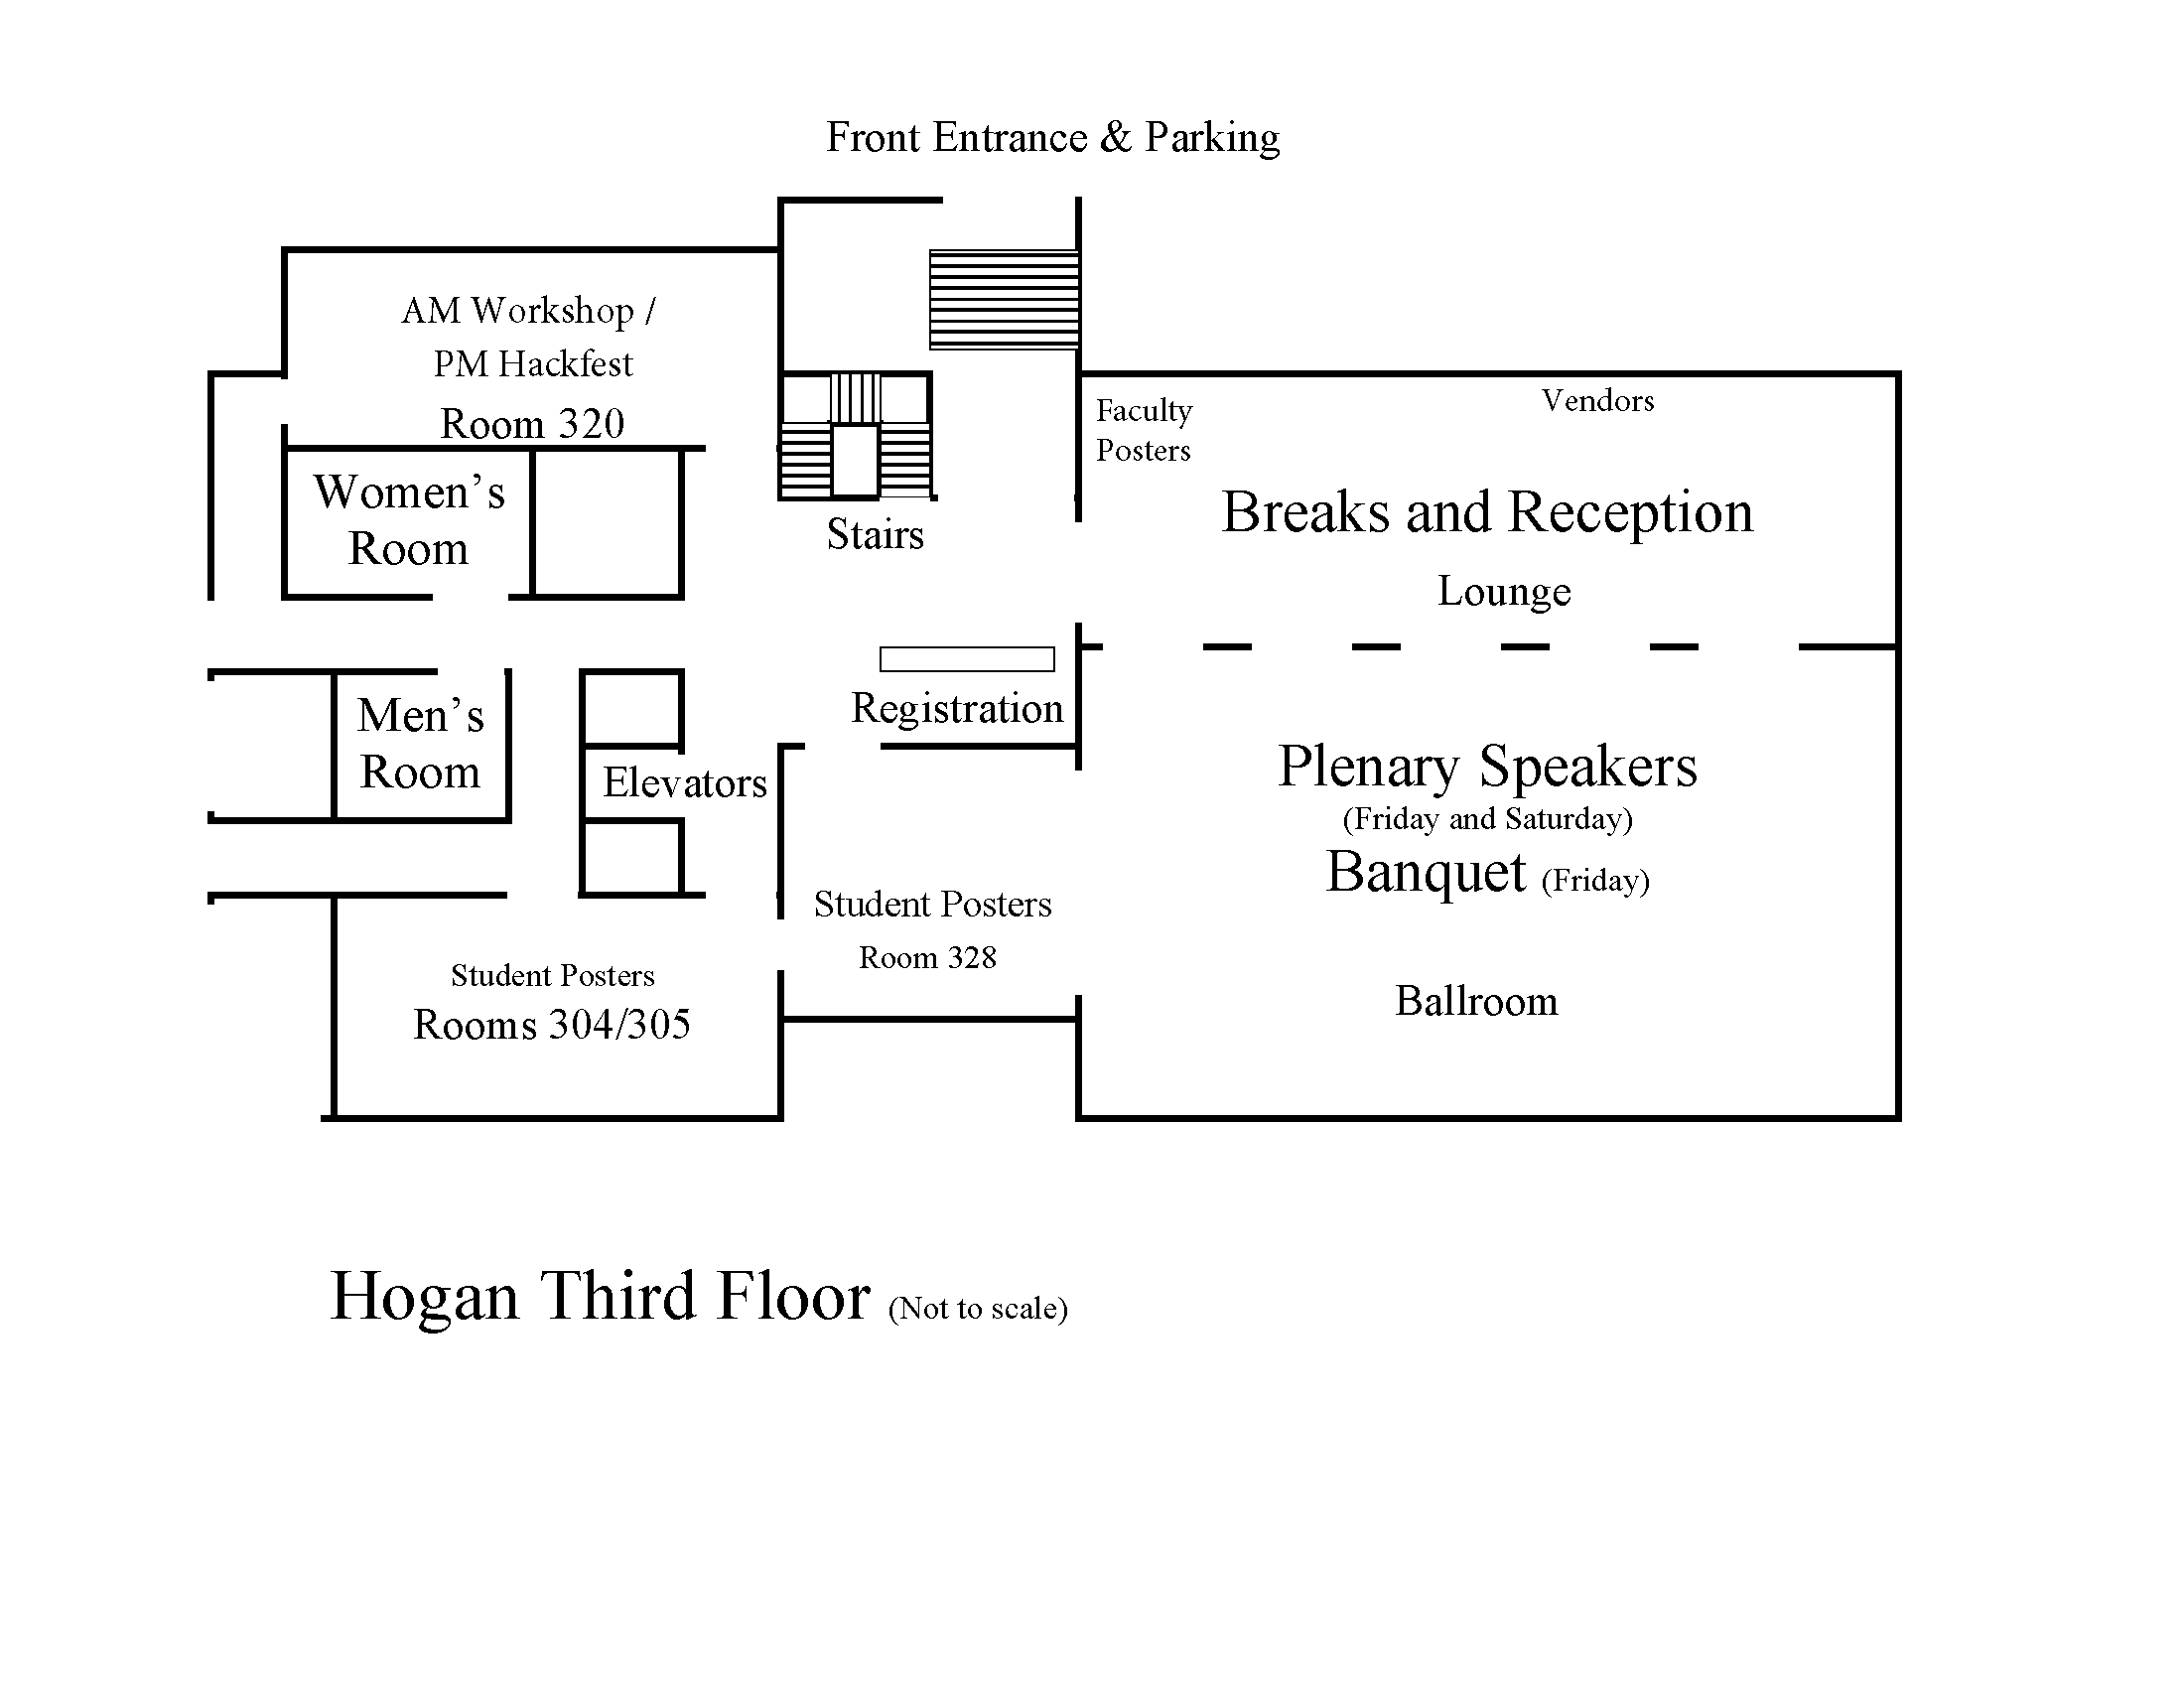 Front Entrance & Parking
AM Workshop /
PM Hackfest
Room 320
Women’s
Room
Stairs
Faculty
Posters
Vendors
Breaks and Reception
Lounge
Registration
Men’s
Room
Elevators
Plenary Speakers
(Friday and Saturday)
Banquet (Friday)
Ballroom
Student Posters
Room 328
Student Posters
Rooms 304/305
Hogan Third Floor (Not to scale)